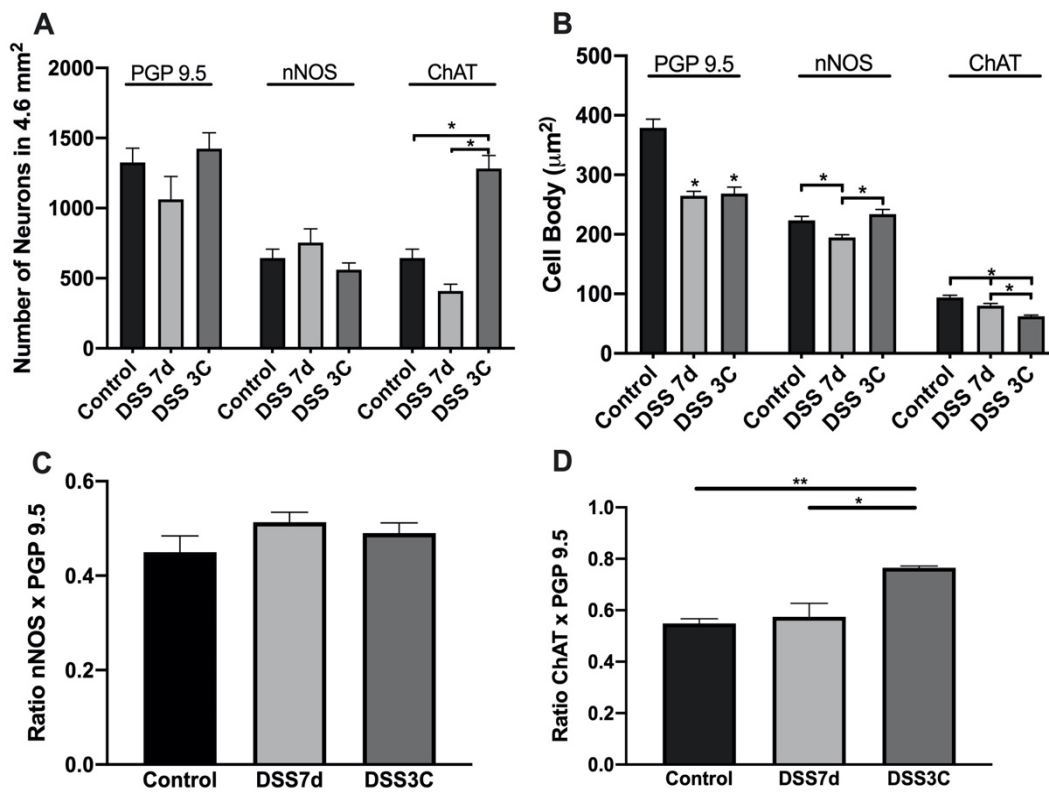 A
Number of Neurons in 4.6 mm²
2000
1500
1000
500
0
PGP 9.5
nNOS
ChAT
*
*
Control
DSS 7d
DSS 3C
Control
DSS 7d
DSS 3C
Control
DSS 7d
DSS 3C
B
Cell Body (μm²)
500
400
300
200
100
0
PGP 9.5
nNOS
ChAT
*
*
*
*
*
*
Control
DSS 7d
DSS 3C
Control
DSS 7d
DSS 3C
Control
DSS 7d
DSS 3C
C
Ratio nNOS x PGP 9.5
0.6
0.4
0.2
0.0
Control
DSS7d
DSS3C
D
Ratio ChAT x PGP 9.5
1.0
0.8
0.6
0.4
0.2
0.0
**
*
Control
DSS7d
DSS3C